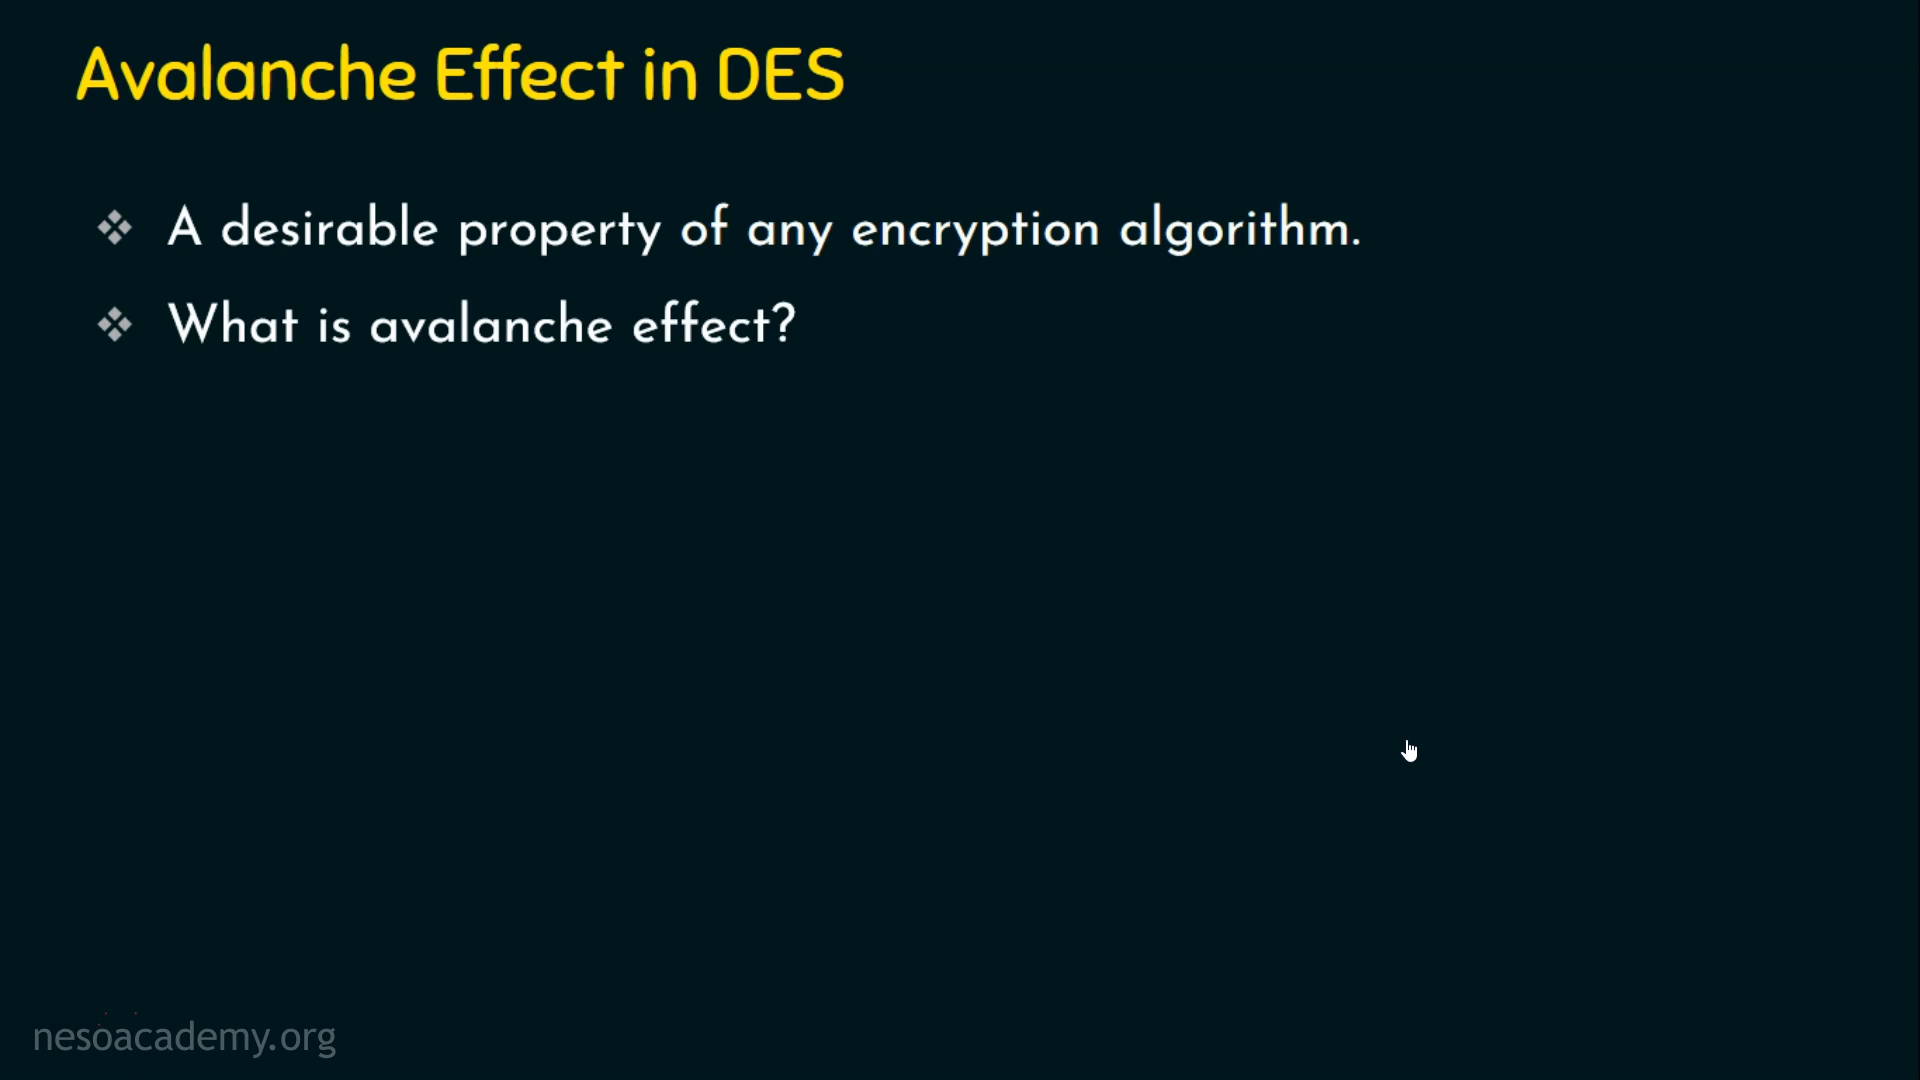 Avalanche Effect in DES
A desirable property of any encryption algorithm.
What is avalanche effect?
nesoacademy.org